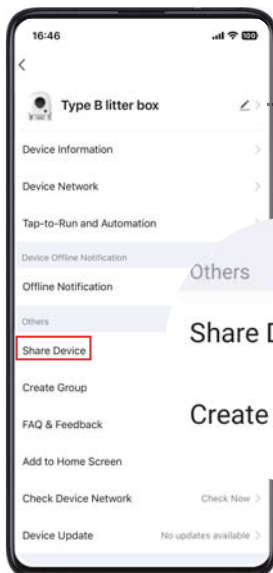 16:46
Type B litter box
Device Information
Device Network
Tap-to-Run and Automation
Device Offline Notification
Offline Notification
Others
Share Device
Create Group
FAQ & Feedback
Add to Home Screen
Check Device Network Check Now
Device Update No updates available
Others
Share D
Create